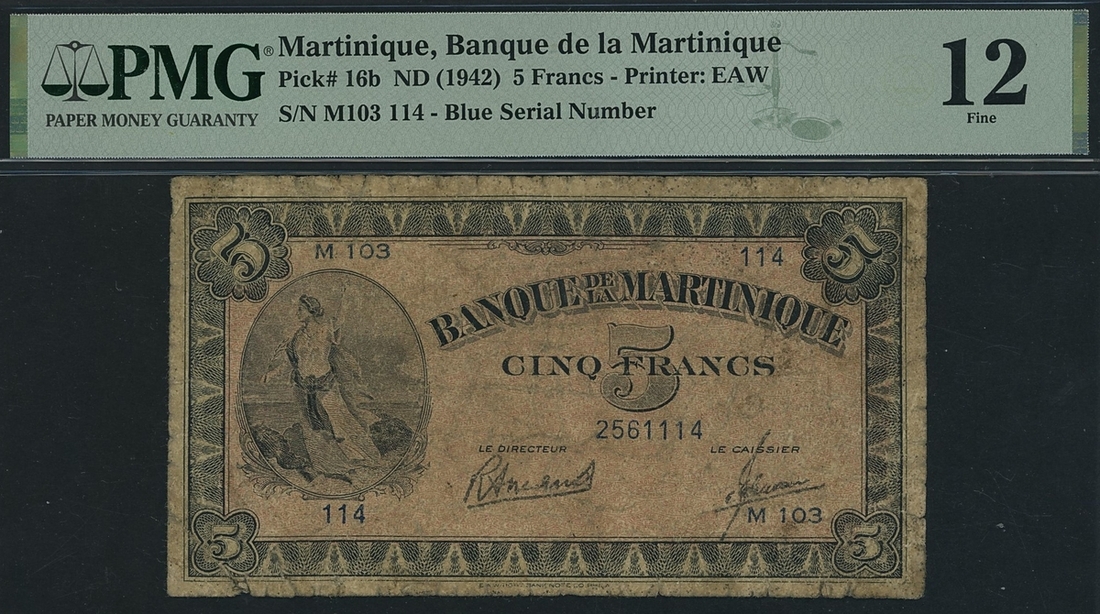 PMG®
PAPER MONEY GUARANTY
Martinique, Banque de la Martinique
Pick# 16b ND (1942) 5 Francs - Printer: EAW
S/N M103 114 - Blue Serial Number
12
Fine
5 5
M 103 114
BANQUE DE LA MARTINIQUE
5
CINQ FRANCS
2561114
LE DIRECTEUR LE CAISSIER
114 M 103
5 5